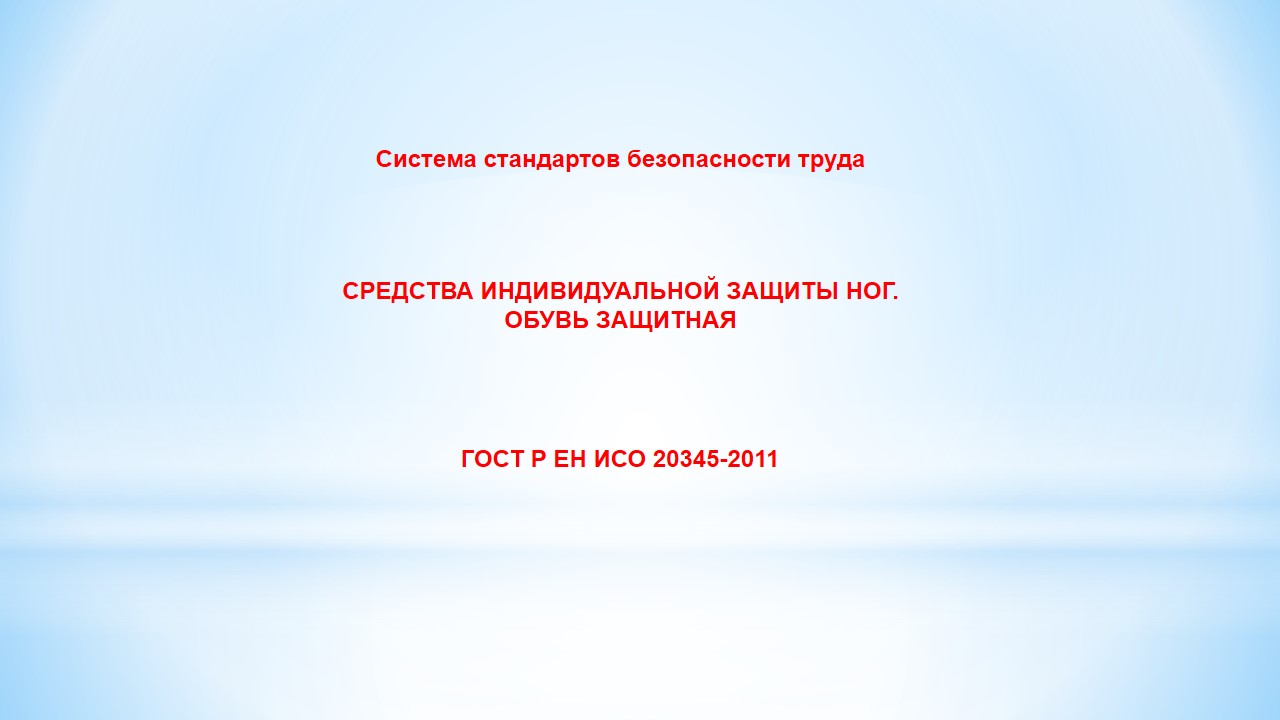 Система стандартов безопасности труда
СРЕДСТВА ИНДИВИДУАЛЬНОЙ ЗАЩИТЫ НОГ.
ОБУВЬ ЗАЩИТНАЯ
ГОСТ Р ЕН ИСО 20345-2011